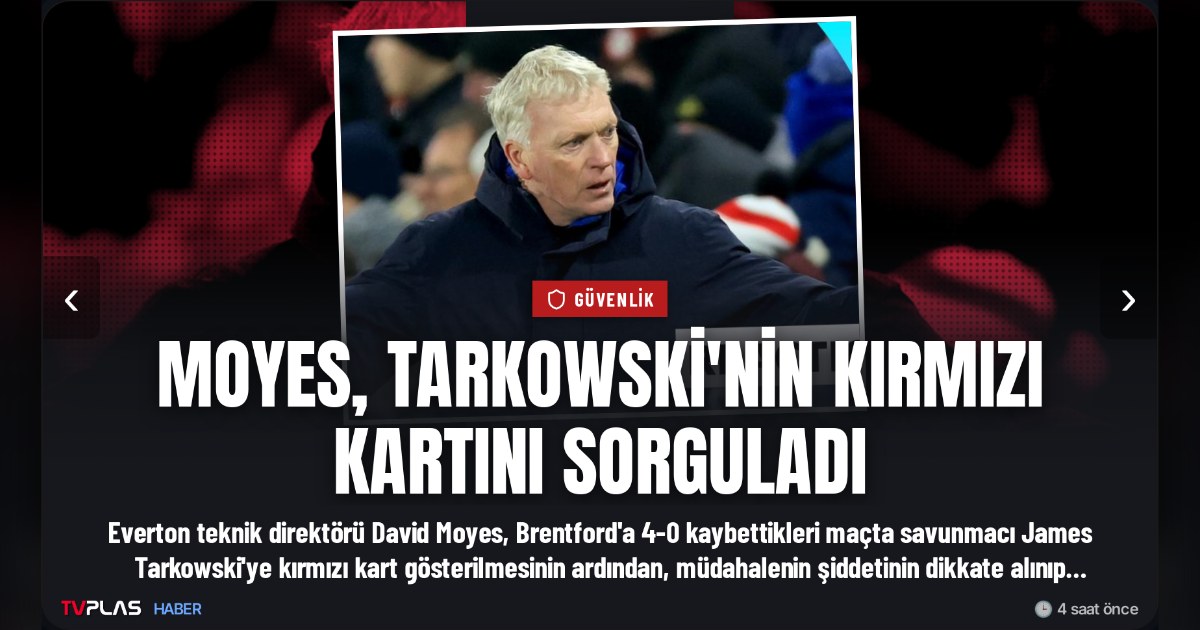 GÜVENLİK
MOYES, TARKOWSKİ'NİN KIRMIZI
KARTINI SORGULADI
Everton teknik direktörü David Moyes, Brentford'a 4-0 kaybettikleri maçta savunmacı James
Tarkowski'ye kırmızı kart gösterilmesinin ardından, müdahalenin şiddetinin dikkate alınıp...
TVPLAS HABER
4 saat önce